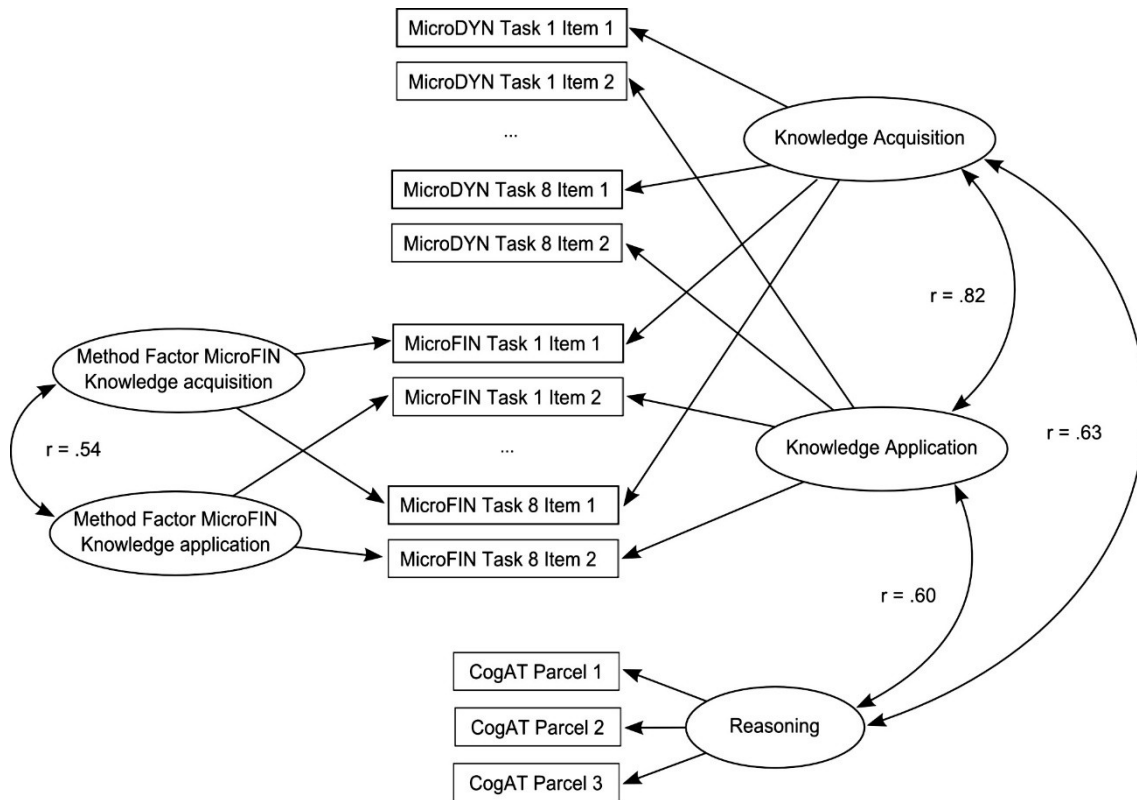 MicroDYN Task 1 Item 1
MicroDYN Task 1 Item 2
...
MicroDYN Task 8 Item 1
MicroDYN Task 8 Item 2
MicroFIN Task 1 Item 1
MicroFIN Task 1 Item 2
...
MicroFIN Task 8 Item 1
MicroFIN Task 8 Item 2
CogAT Parcel 1
CogAT Parcel 2
CogAT Parcel 3
Method Factor MicroFIN
Knowledge acquisition
r = .54
Method Factor MicroFIN
Knowledge application
Knowledge Acquisition
r = .82
Knowledge Application
r = .63
r = .60
Reasoning